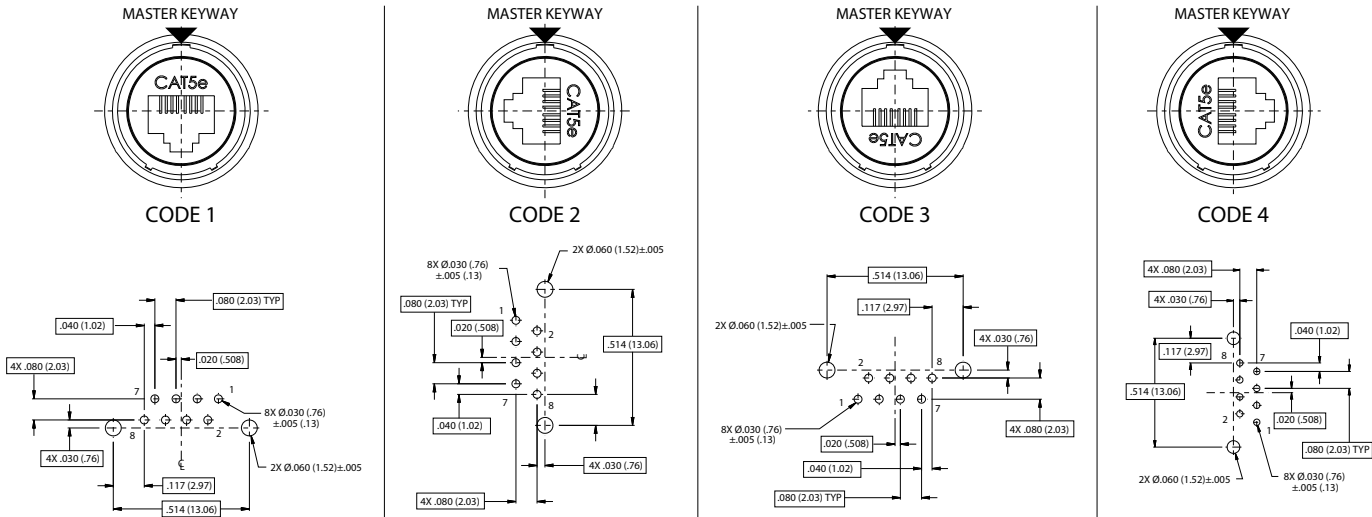 MASTER KEYWAY
CAT5e
CODE 1
.080 (2.03) TYP
.040 (1.02)
.020 (.508)
4X .080 (2.03)
7
1
8X Ø.030 (.76)
±.005 (.13)
8
2
4X .030 (.76)
CL
2X Ø.060 (1.52)±.005
.117 (2.97)
.514 (13.06)
MASTER KEYWAY
CAT5e
CODE 2
2X Ø.060 (1.52)±.005
8X Ø.030 (.76)
±.005 (.13)
.080 (2.03) TYP
1
.020 (.508)
2
CL
.514 (13.06)
7
8
.040 (1.02)
4X .030 (.76)
4X .080 (2.03)
MASTER KEYWAY
CAT5e
CODE 3
.514 (13.06)
.117 (2.97)
2X Ø.060 (1.52)±.005
4X .030 (.76)
2
8
1
7
8X Ø.030 (.76)
±.005 (.13)
4X .080 (2.03)
.020 (.508)
.040 (1.02)
.080 (2.03) TYP
MASTER KEYWAY
CAT5e
CODE 4
4X .080 (2.03)
4X .030 (.76)
.040 (1.02)
.117 (2.97)
8
7
.514 (13.06)
.020 (.508)
2
1
.080 (2.03) TYP
2X Ø.060 (1.52)±.005
8X Ø.030 (.76)
±.005 (.13)